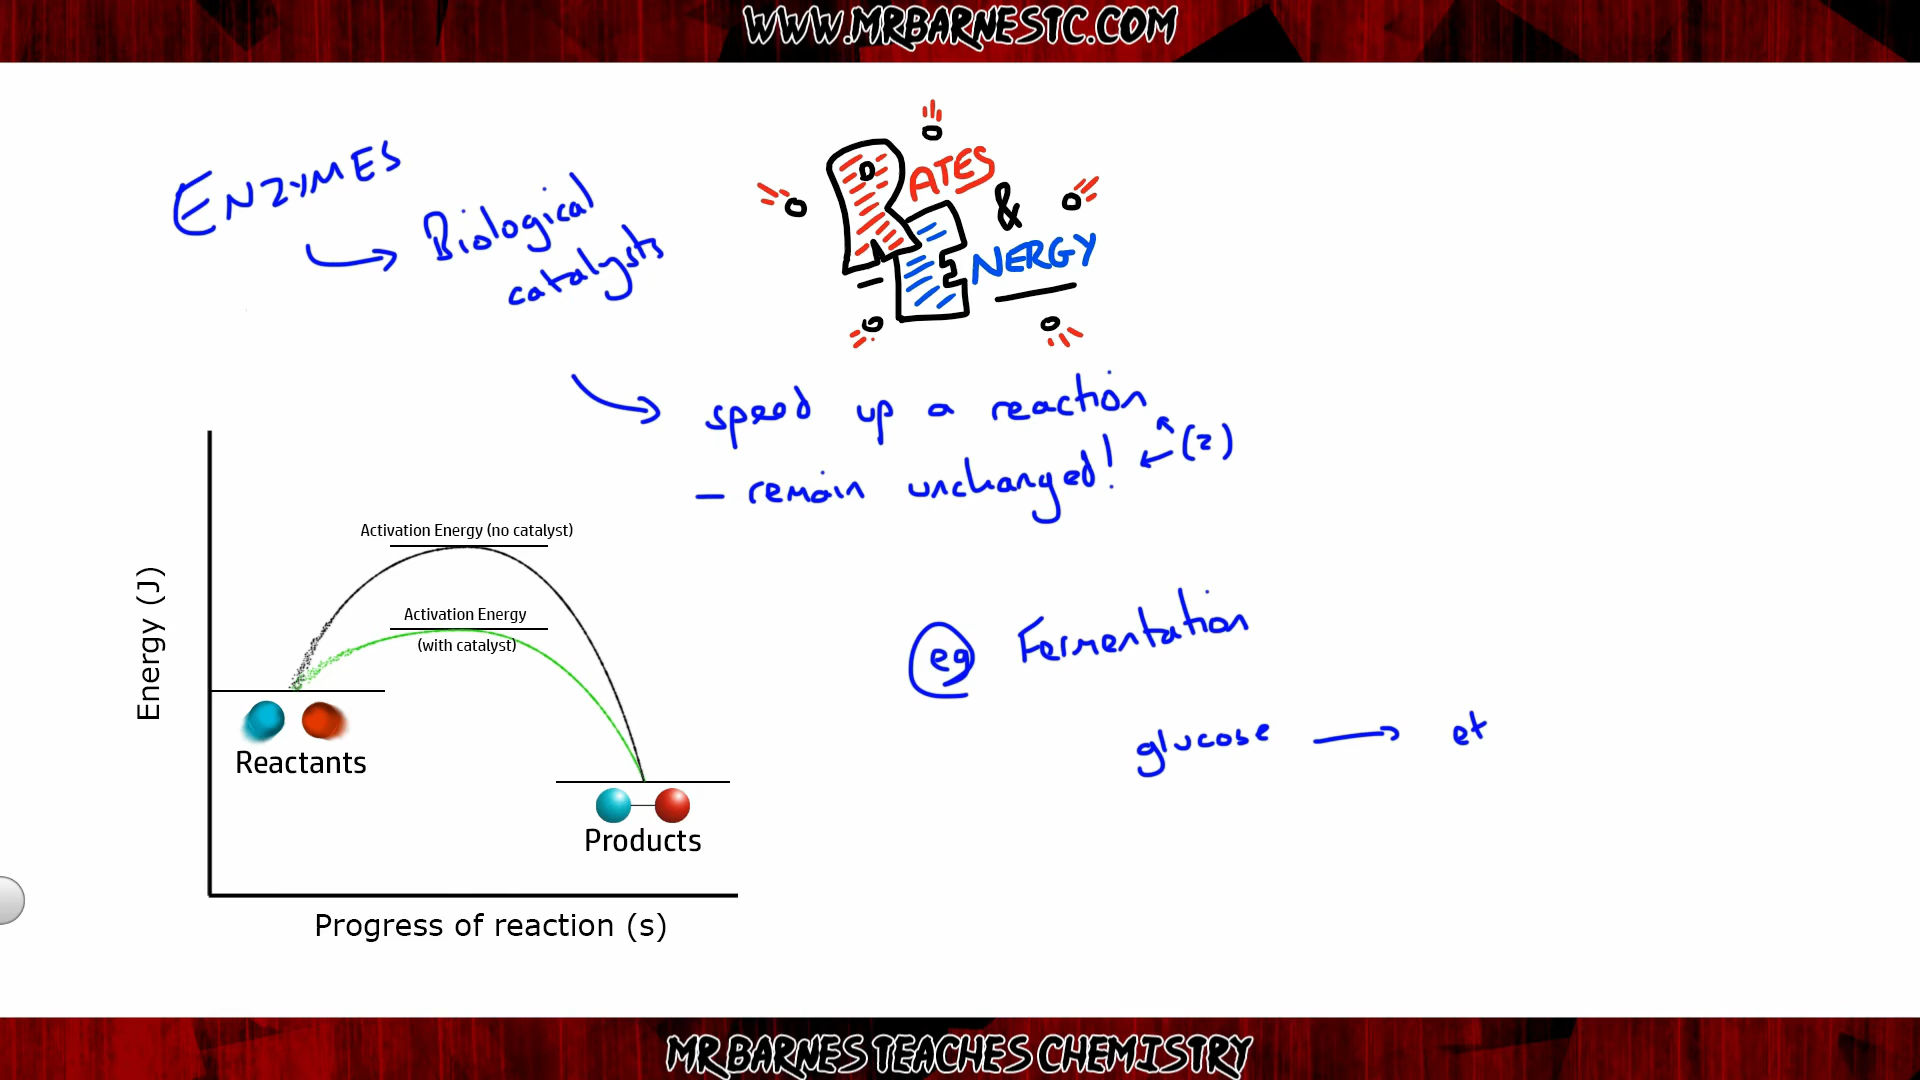 WWW.MRBARNESTC.COM
ENZYMES
Biological
catalysts
RATES &
ENERGY
speed up a reaction
– remain unchanged! (2)
Activation Energy (no catalyst)
Activation Energy
(with catalyst)
Energy (J)
Reactants
Products
Progress of reaction (s)
eg Fermentation
glucose → et
MR BARNES TEACHES CHEMISTRY